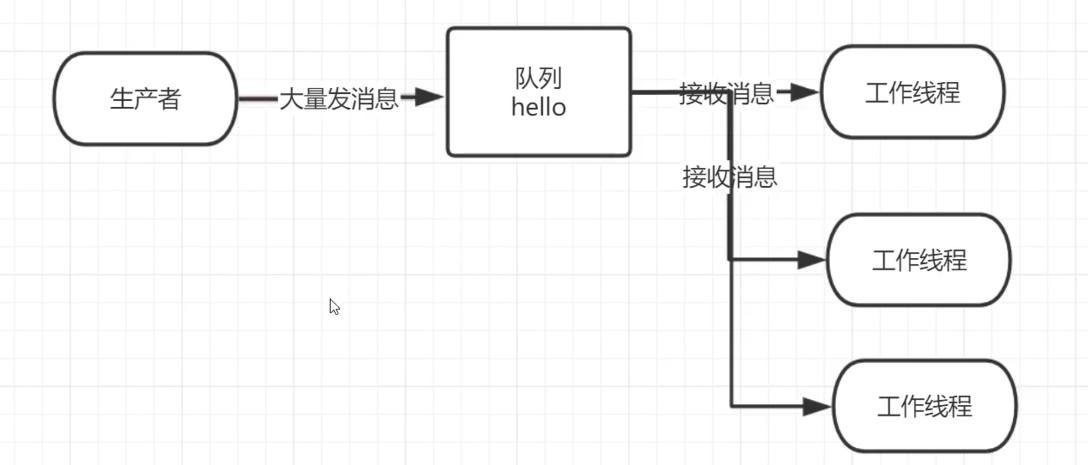 生产者
大量发消息
队列
hello
接收消息
工作线程
接收消息
工作线程
工作线程